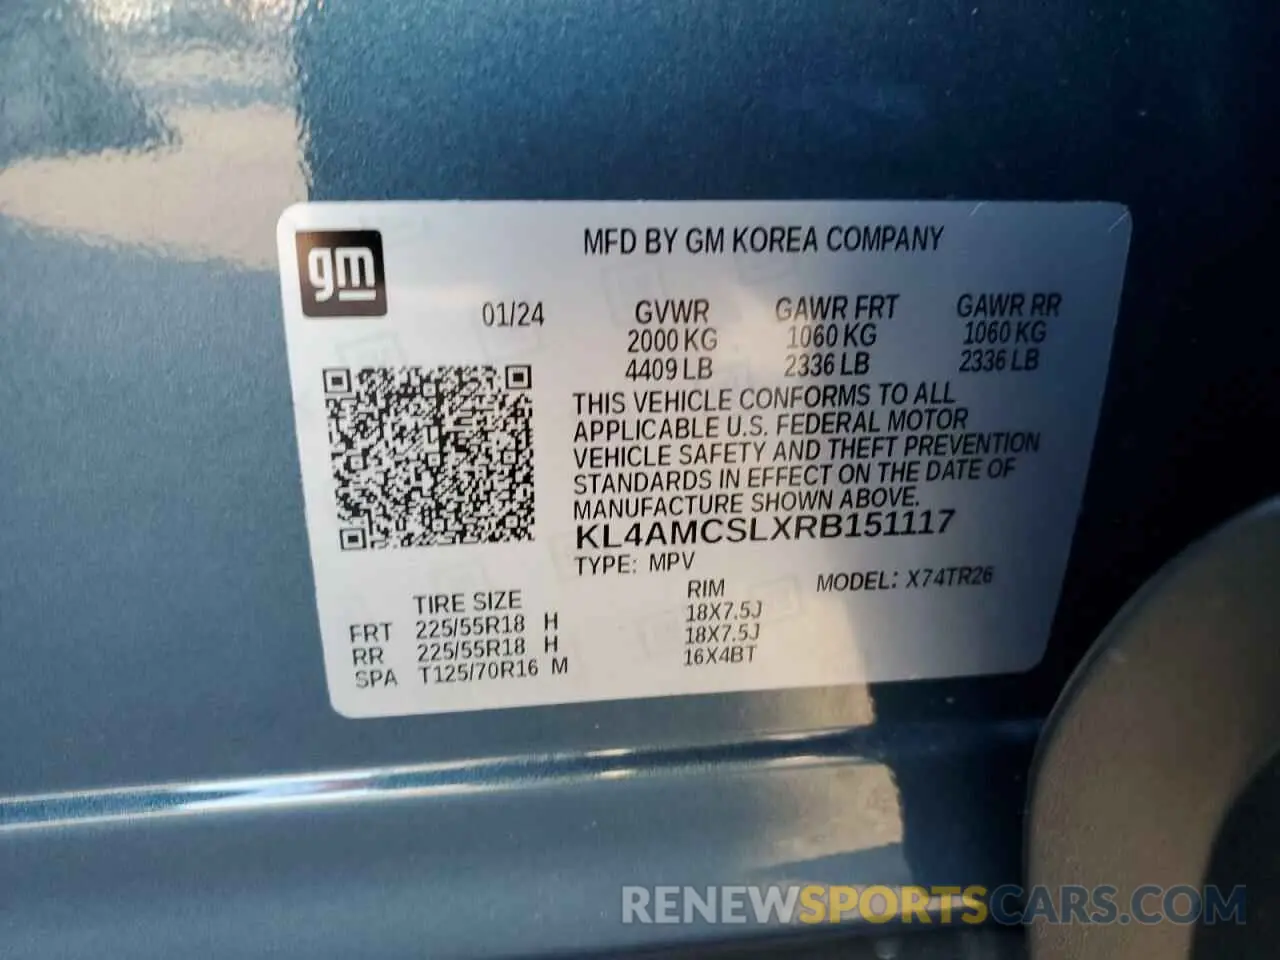 gm
MFD BY GM KOREA COMPANY
01/24
GVWR GAWR FRT GAWR RR
2000 KG 1060 KG 1060 KG
4409 LB 2336 LB 2336 LB
THIS VEHICLE CONFORMS TO ALL
APPLICABLE U.S. FEDERAL MOTOR
VEHICLE SAFETY AND THEFT PREVENTION
STANDARDS IN EFFECT ON THE DATE OF
MANUFACTURE SHOWN ABOVE.
KL4AMCSLXRB151117
TYPE: MPV MODEL: X74TR26
TIRE SIZE RIM
FRT 225/55R18 H 18X7.5J
RR 225/55R18 H 18X7.5J
SPA T125/70R16 M 16X4BT
RENEWSPORTSCARS.COM